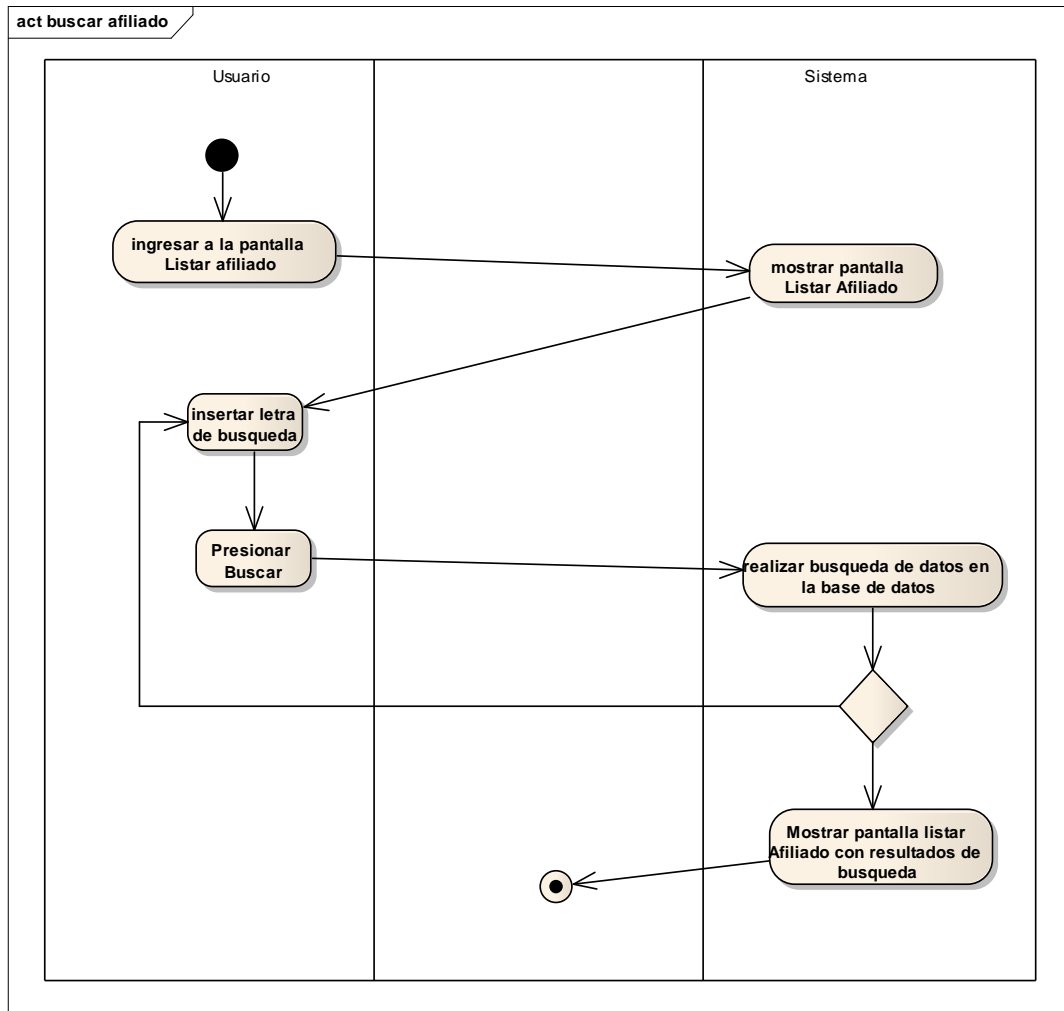 act buscar afiliado
Usuario
Sistema
ingresar a la pantalla
Listar afiliado
mostrar pantalla
Listar Afiliado
insertar letra
de busqueda
Presionar
Buscar
realizar busqueda de datos en
la base de datos
Mostrar pantalla listar
Afiliado con resultados de
busqueda